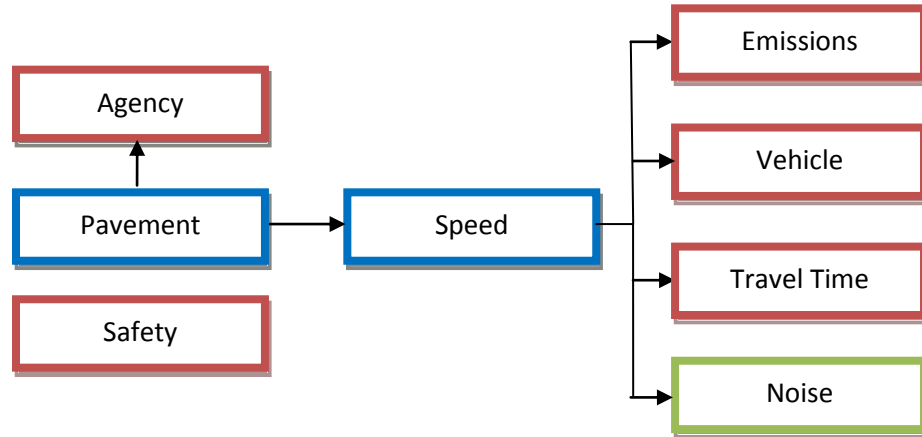 Agency
Pavement
Safety
Speed
Emissions
Vehicle
Travel Time
Noise